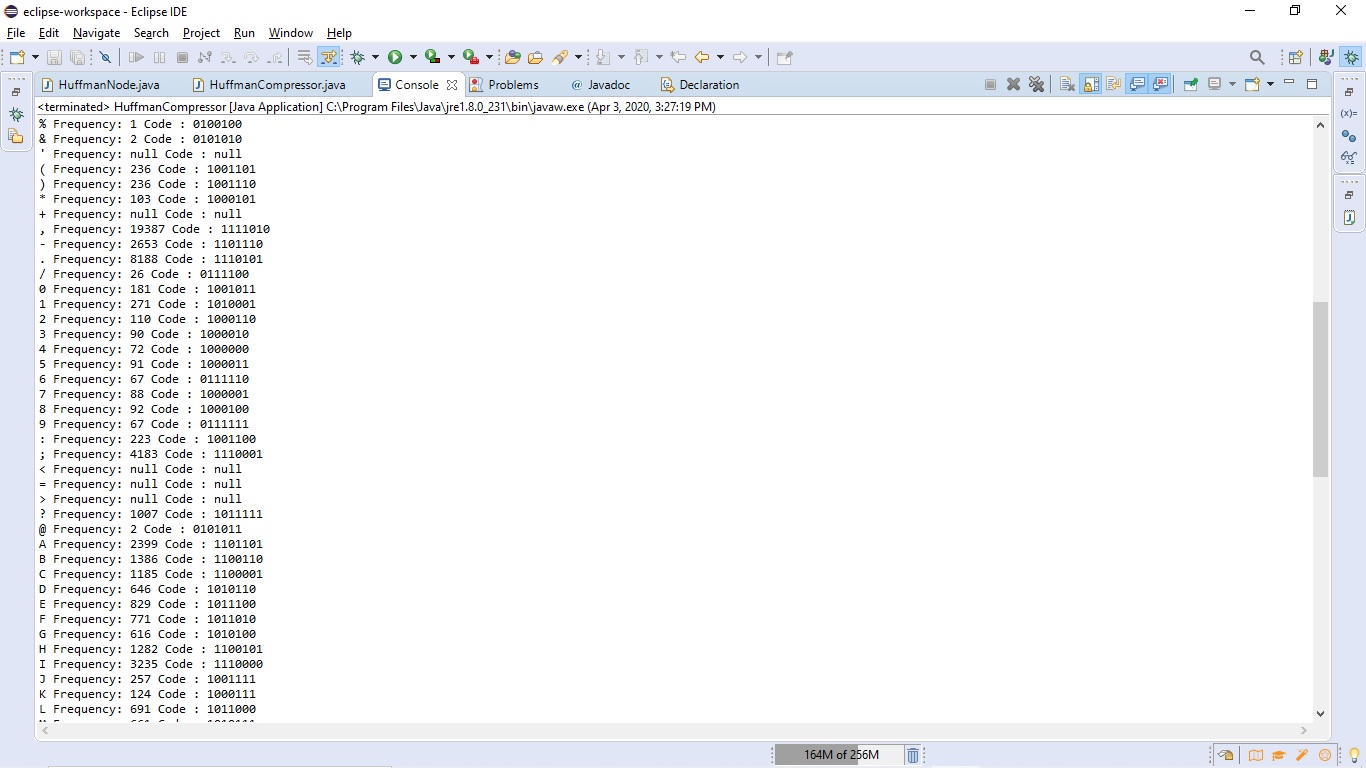 eclipse-workspace - Eclipse IDE
File Edit Navigate Search Project Run Window Help
HuffmanNode.java HuffmanCompressor.java Console Problems @ Javadoc Declaration
<terminated> HuffmanCompressor [Java Application] C:\Program Files\Java\jre1.8.0_231\bin\javaw.exe (Apr 3, 2020, 3:27:19 PM)
% Frequency: 1 Code : 0100100
& Frequency: 2 Code : 0101010
' Frequency: null Code : null
( Frequency: 236 Code : 1001101
) Frequency: 236 Code : 1001110
* Frequency: 103 Code : 1000101
+ Frequency: null Code : null
, Frequency: 19387 Code : 1111010
- Frequency: 2653 Code : 1101110
. Frequency: 8188 Code : 1110101
/ Frequency: 26 Code : 0111100
0 Frequency: 181 Code : 1001011
1 Frequency: 271 Code : 1010001
2 Frequency: 110 Code : 1000110
3 Frequency: 90 Code : 1000010
4 Frequency: 72 Code : 1000000
5 Frequency: 91 Code : 1000011
6 Frequency: 67 Code : 0111110
7 Frequency: 88 Code : 1000001
8 Frequency: 92 Code : 1000100
9 Frequency: 67 Code : 0111111
: Frequency: 223 Code : 1001100
; Frequency: 4183 Code : 1110001
< Frequency: null Code : null
= Frequency: null Code : null
> Frequency: null Code : null
? Frequency: 1007 Code : 1011111
@ Frequency: 2 Code : 0101011
A Frequency: 2399 Code : 1101101
B Frequency: 1386 Code : 1100110
C Frequency: 1185 Code : 1100001
D Frequency: 646 Code : 1010110
E Frequency: 829 Code : 1011100
F Frequency: 771 Code : 1011010
G Frequency: 616 Code : 1010100
H Frequency: 1282 Code : 1100101
I Frequency: 3235 Code : 1110000
J Frequency: 257 Code : 1001111
K Frequency: 124 Code : 1000111
L Frequency: 691 Code : 1011000
164M of 256M